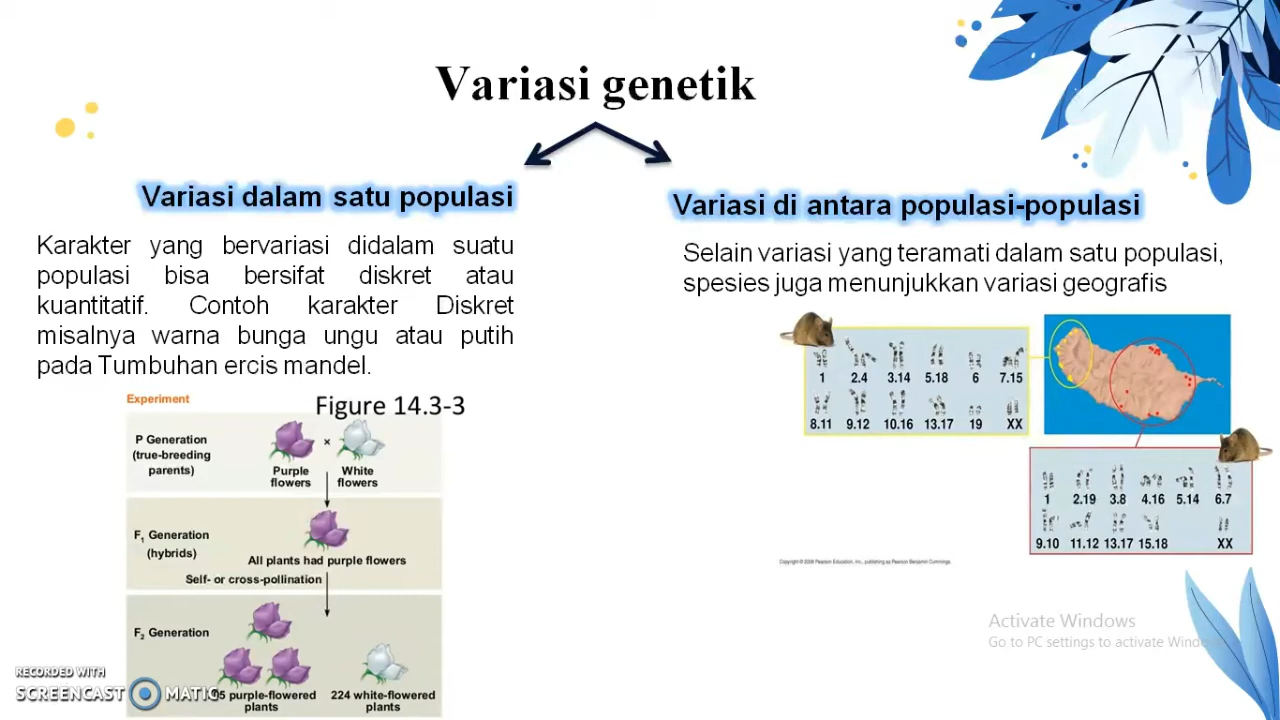 Variasi genetik
Variasi dalam satu populasi
Karakter yang bervariasi didalam suatu
populasi bisa bersifat diskret atau
kuantitatif. Contoh karakter Diskret
misalnya warna bunga ungu atau putih
pada Tumbuhan ercis mandel.
Experiment
Figure 14.3-3
P Generation
(true-breeding
parents)
×
Purple
flowers
White
flowers
F1 Generation
(hybrids)
All plants had purple flowers
Self- or cross-pollination
F2 Generation
purple-flowered
plants
224 white-flowered
plants
Variasi di antara populasi-populasi
Selain variasi yang teramati dalam satu populasi,
spesies juga menunjukkan variasi geografis
1 2.4 3.14 5.18 6 7.15
8.11 9.12 10.16 13.17 19 XX
1 2.19 3.8 4.16 5.14 6.7
9.10 11.12 13.17 15.18 XX
Copyright © 2008 Pearson Education, Inc., publishing as Pearson Benjamin Cummings.
Activate Windows
Go to PC settings to activate Windows
RECORDED WITH
SCREENCAST MATIC